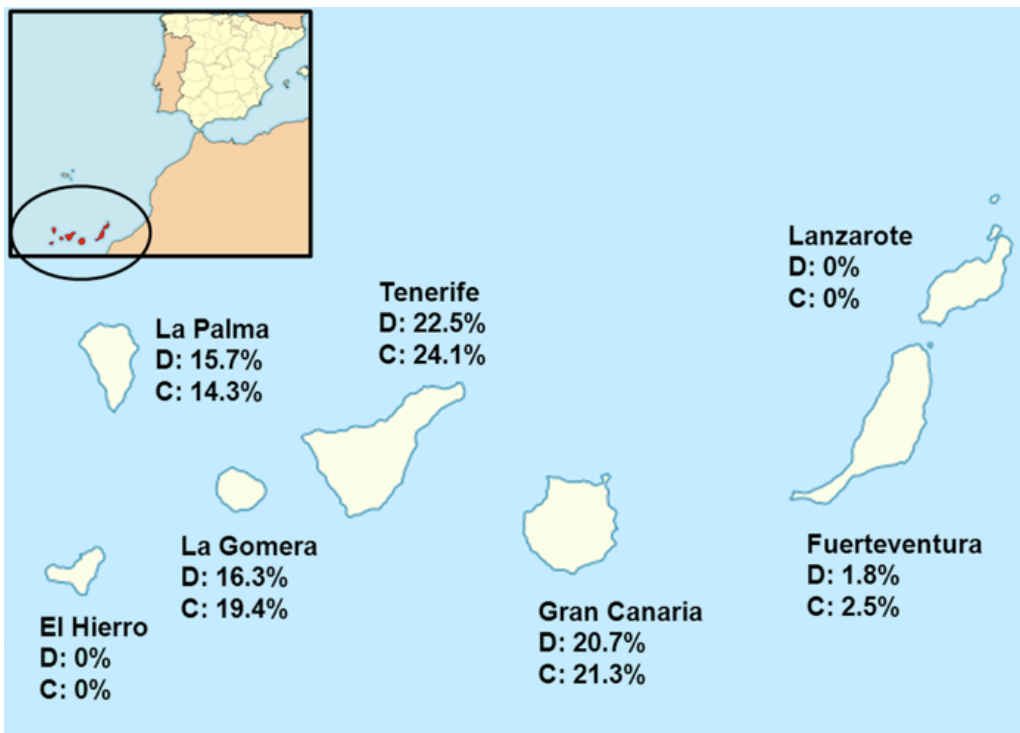 Lanzarote
D: 0%
C: 0%
Tenerife
D: 22.5%
C: 24.1%
La Palma
D: 15.7%
C: 14.3%
La Gomera
D: 16.3%
C: 19.4%
Fuerteventura
D: 1.8%
C: 2.5%
Gran Canaria
D: 20.7%
C: 21.3%
El Hierro
D: 0%
C: 0%